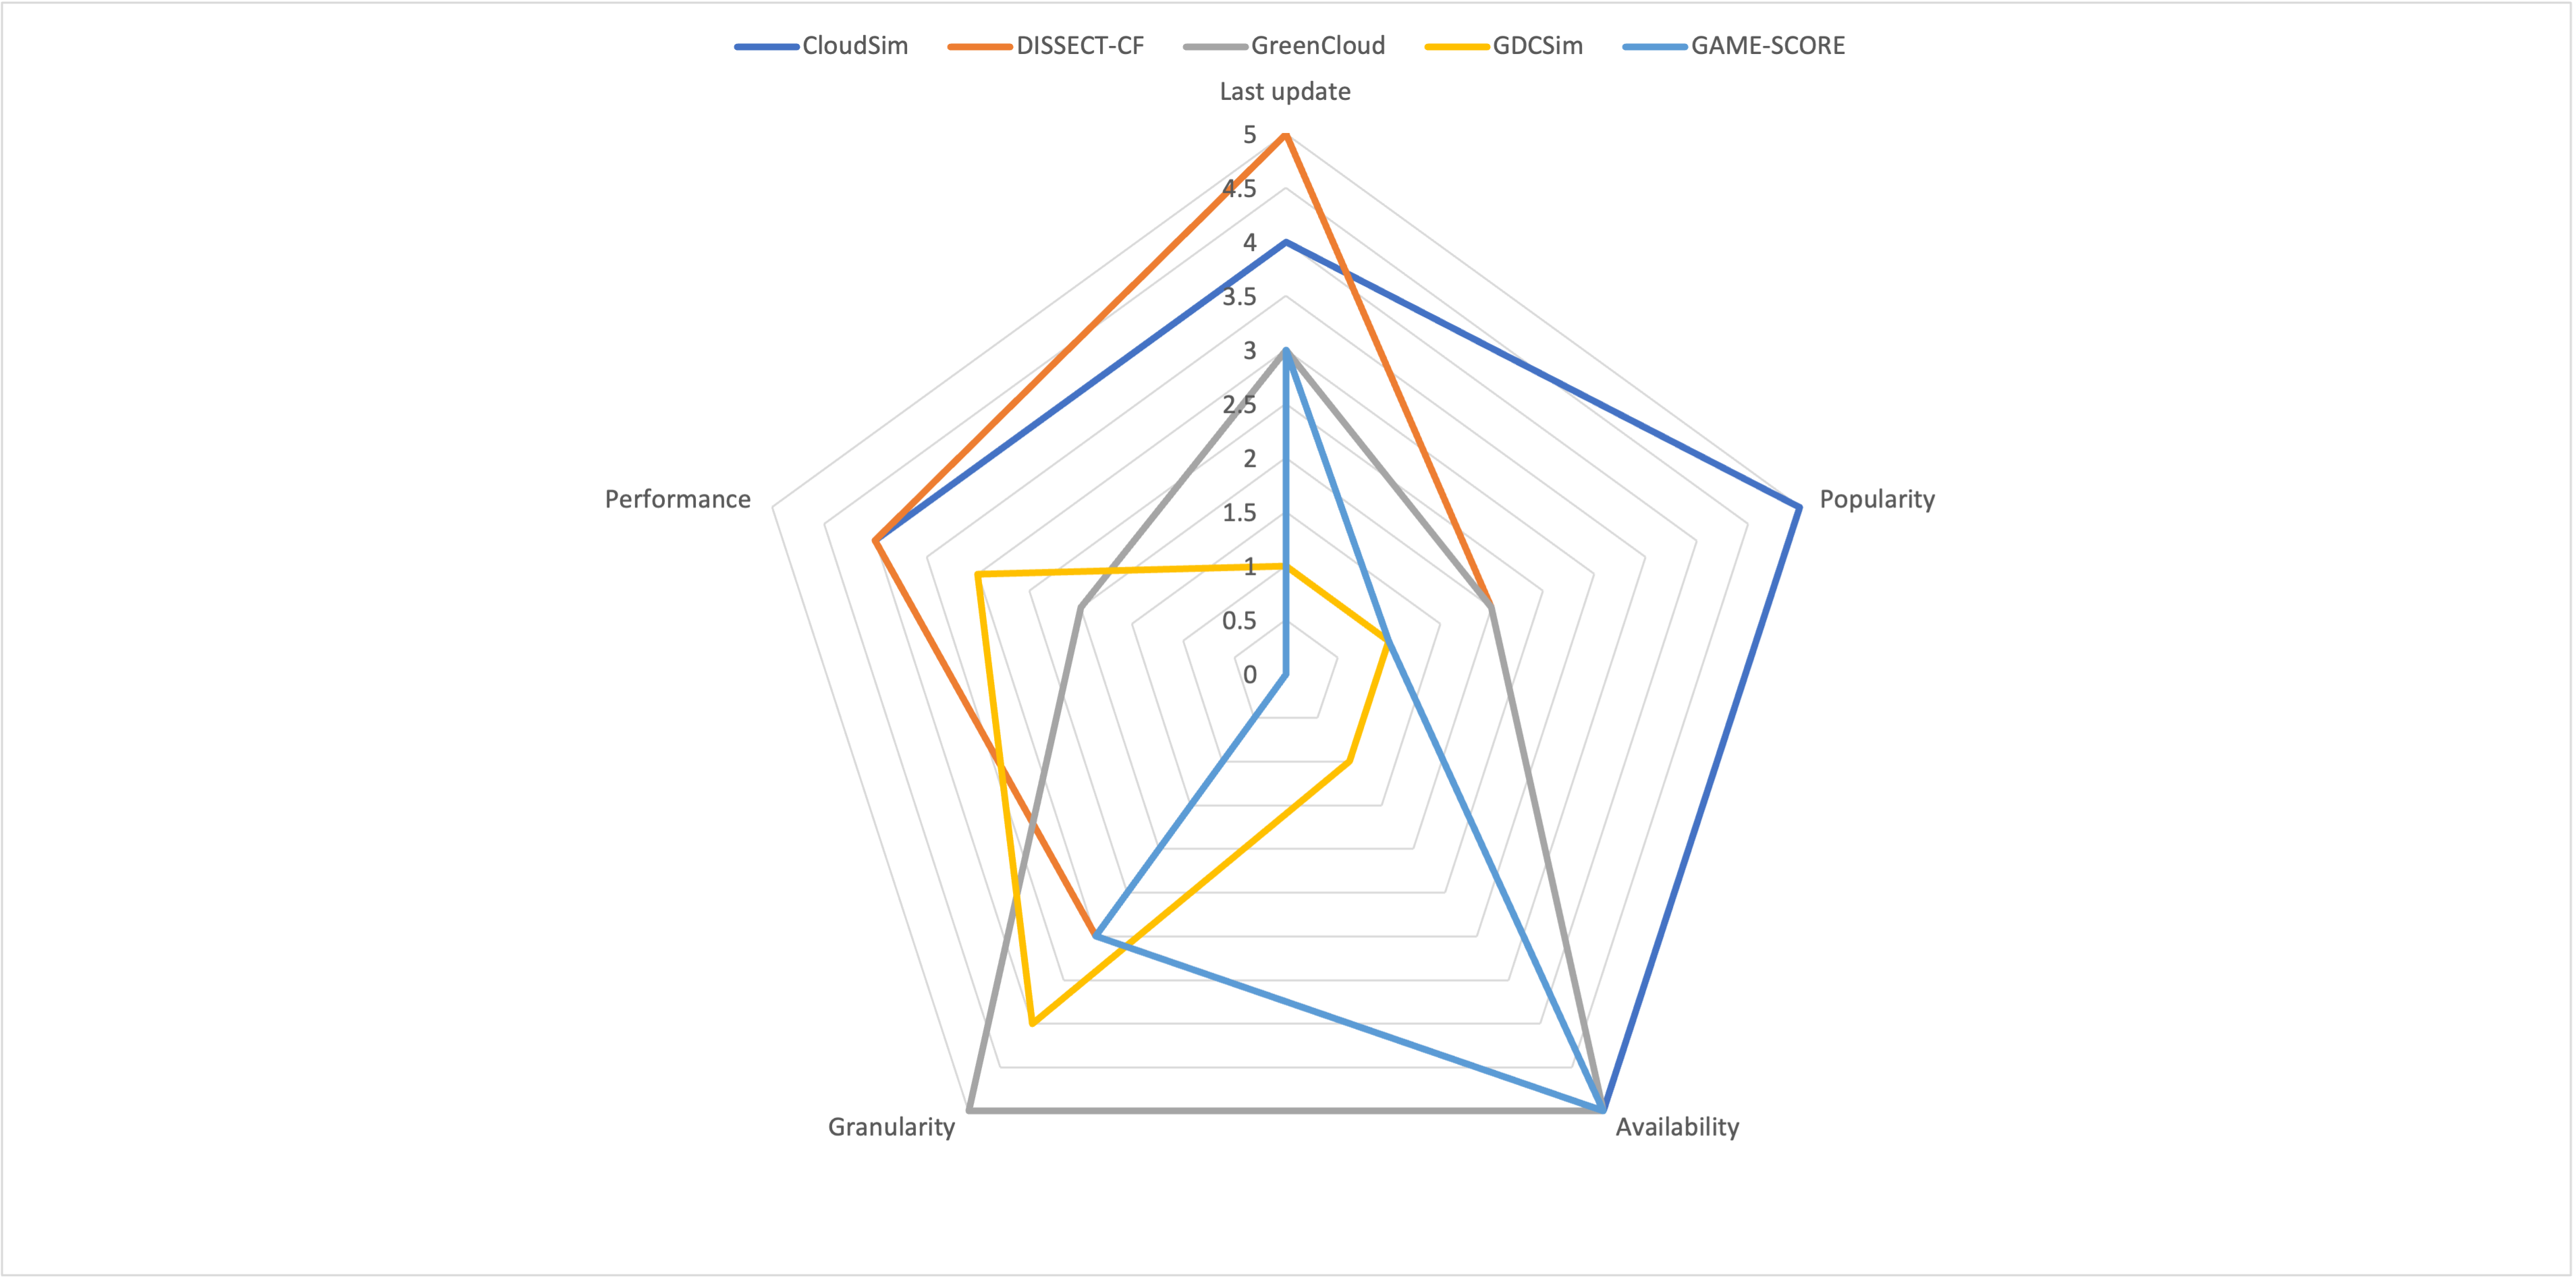 CloudSim DISSECT-CF GreenCloud GDCSim GAME-SCORE
Last update
5
4.5
4
3.5
3
2.5
2
1.5
1
0.5
0
Performance
Popularity
Granularity
Availability